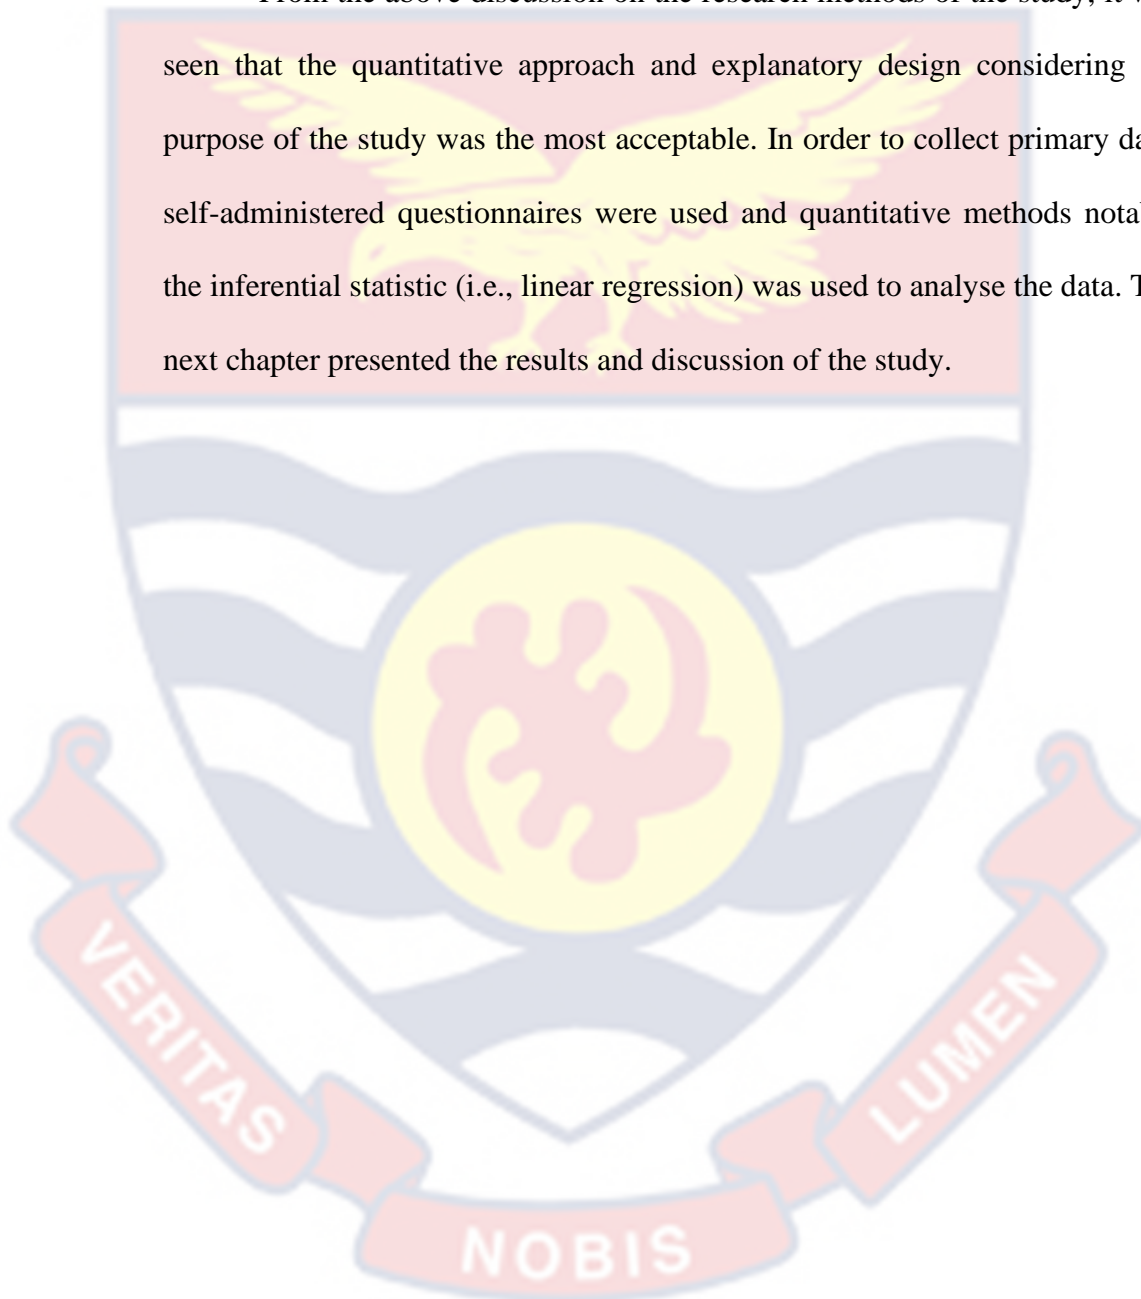 From the above discussion on the research methods of the study, it
seen that the quantitative approach and explanatory design considering
purpose of the study was the most acceptable. In order to collect primary
self-administered questionnaires were used and quantitative methods
the inferential statistic (i.e., linear regression) was used to analyse the data.
next chapter presented the results and discussion of the study.
VERITAS
NOBIS
LUMEN